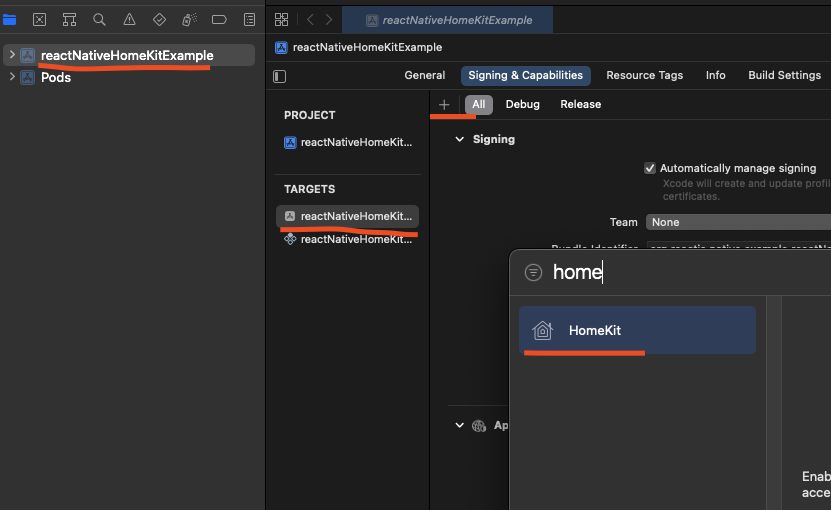 reactNativeHomeKitExample
reactNativeHomeKitExample
Pods
reactNativeHomeKitExample
General Signing & Capabilities Resource Tags Info Build Settings
PROJECT
reactNativeHomeKit...
TARGETS
reactNativeHomeKit...
reactNativeHomeKit...
+ All Debug Release
Signing
Automatically manage signing
Xcode will create and update profil
certificates.
Team None
Bundle Identifier
home
HomeKit
Ap
Enab
acce